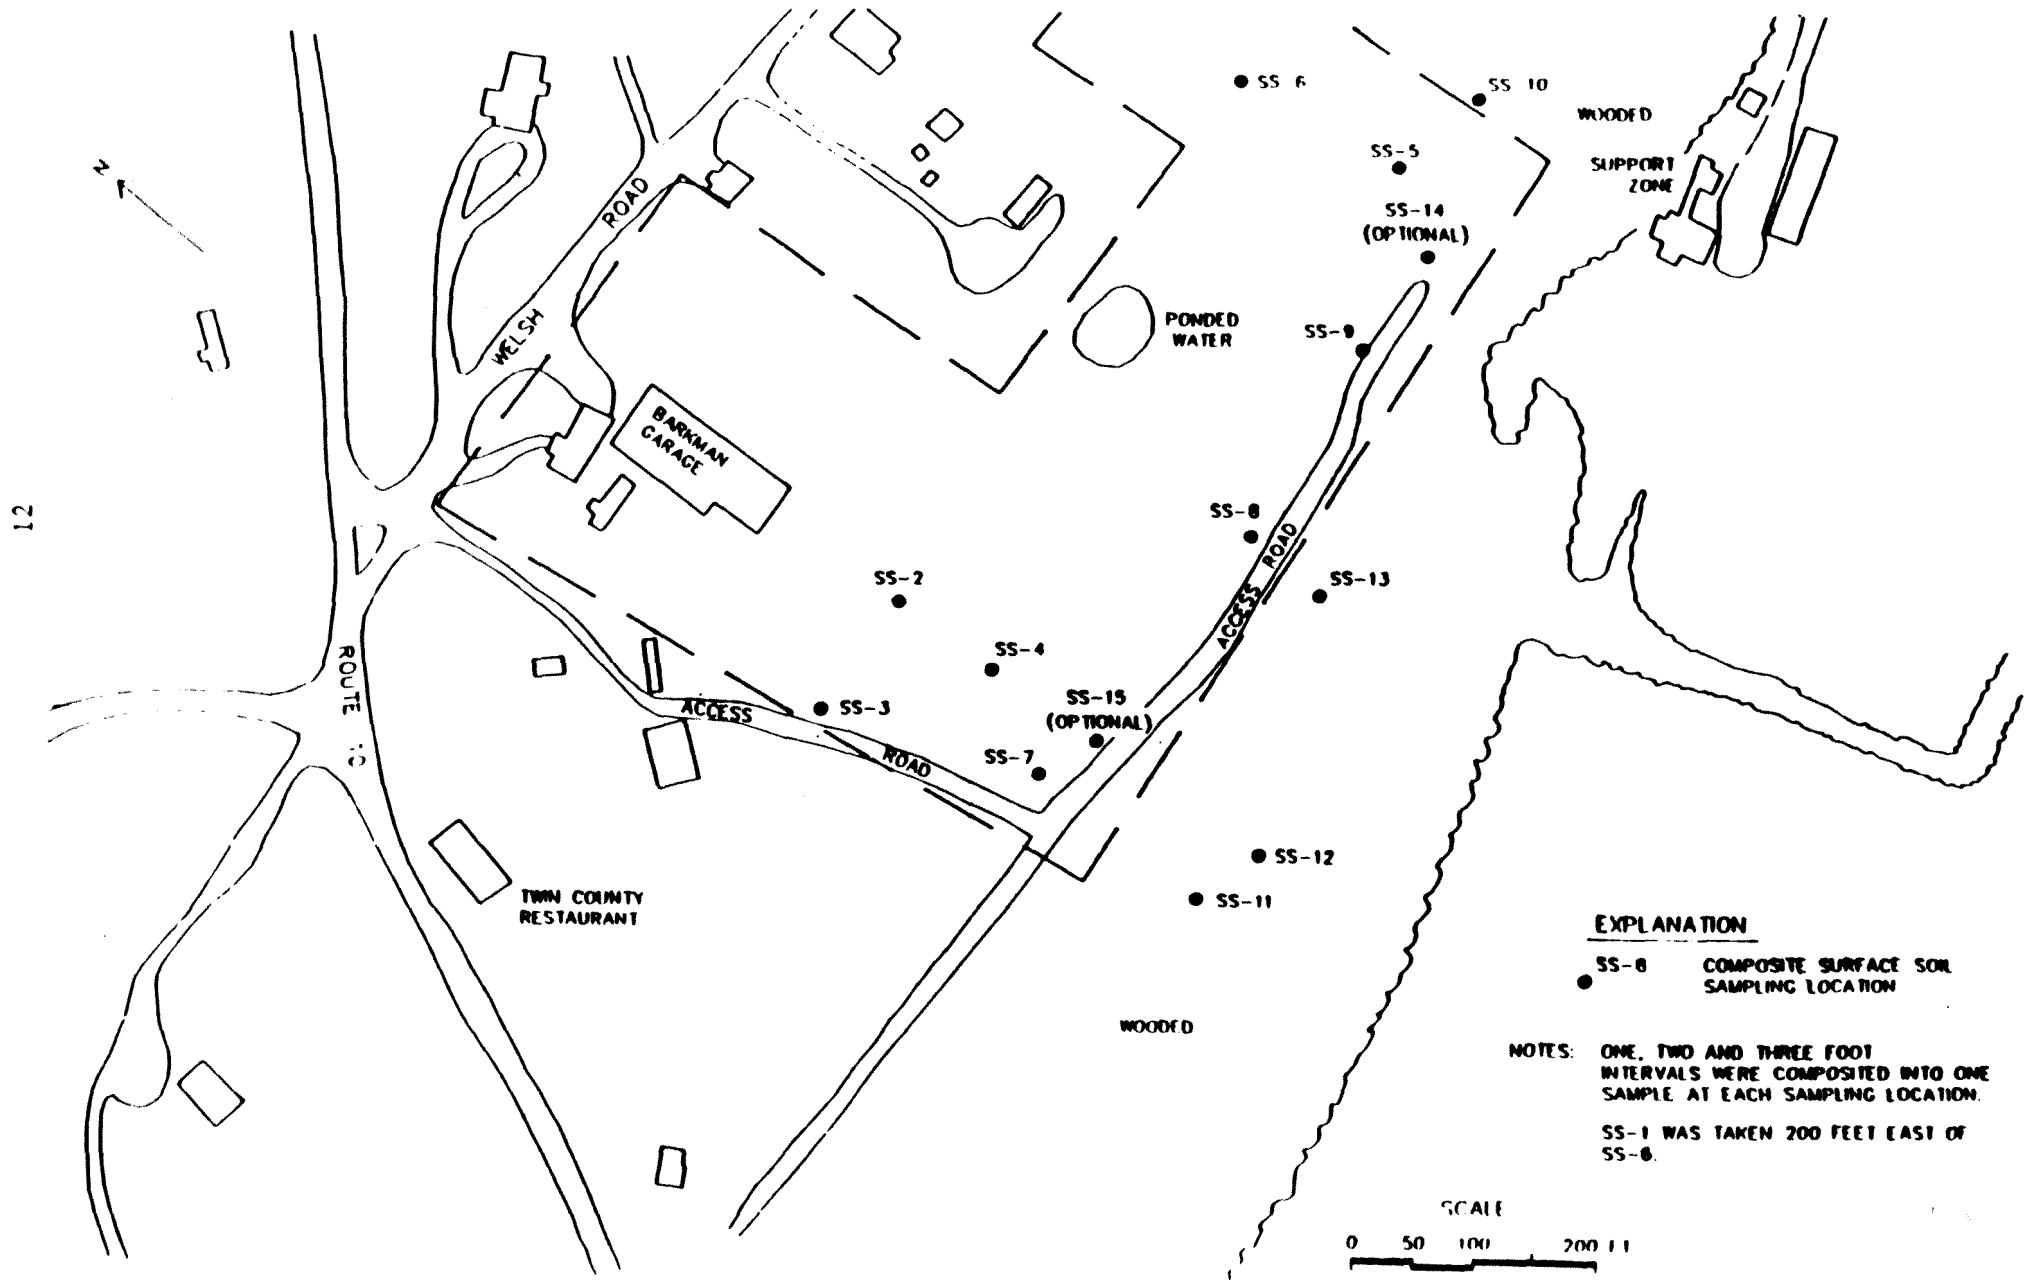 SS 6
SS 10
WOODED
SS-5
SUPPORT
ZONE
N
SS-14
(OPTIONAL)
ROAD
WELSH
PONDED
WATER
SS-9
BARKMAN
GARAGE
12
SS-8
ACCESS ROAD
SS-2
SS-13
SS-4
ROUTE
SS-15
(OPTIONAL)
SS-3
ACCESS
ROAD
SS-7
SS-12
SS-11
TWIN COUNTY
RESTAURANT
EXPLANATION
SS-8 COMPOSITE SURFACE SOIL
SAMPLING LOCATION
WOODED
NOTES: ONE, TWO AND THREE FOOT
INTERVALS WERE COMPOSITED INTO ONE
SAMPLE AT EACH SAMPLING LOCATION.
SS-1 WAS TAKEN 200 FEET EAST OF
SS-6.
SCALE
0 50 100 200 FT